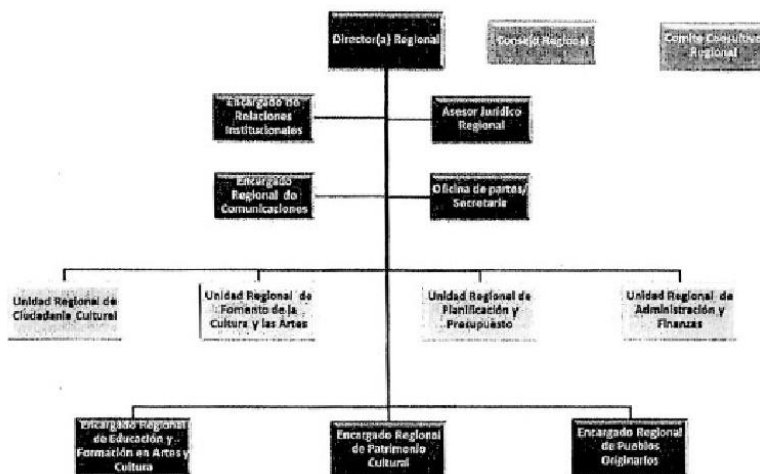 Director(a) Regional
Consejo Regional
Comite Consultivo
Regional
Encargado de
Relaciones
Institucionales
Asesor Jurídico
Regional
Encargado
Regional de
Comunicaciones
Oficina de partes/
Secretaria
Unidad Regional de
Ciudadanía Cultural
Unidad Regional de
Fomento de la
Cultura y las Artes
Unidad Regional de
Planificación y
Presupuesto
Unidad Regional de
Administración y
Finanzas
Encargado Regional
de Educación y
Formación en Artes y
Cultura
Encargado Regional
de Patrimonio
Cultural
Encargado Regional
de Pueblos
Originarios